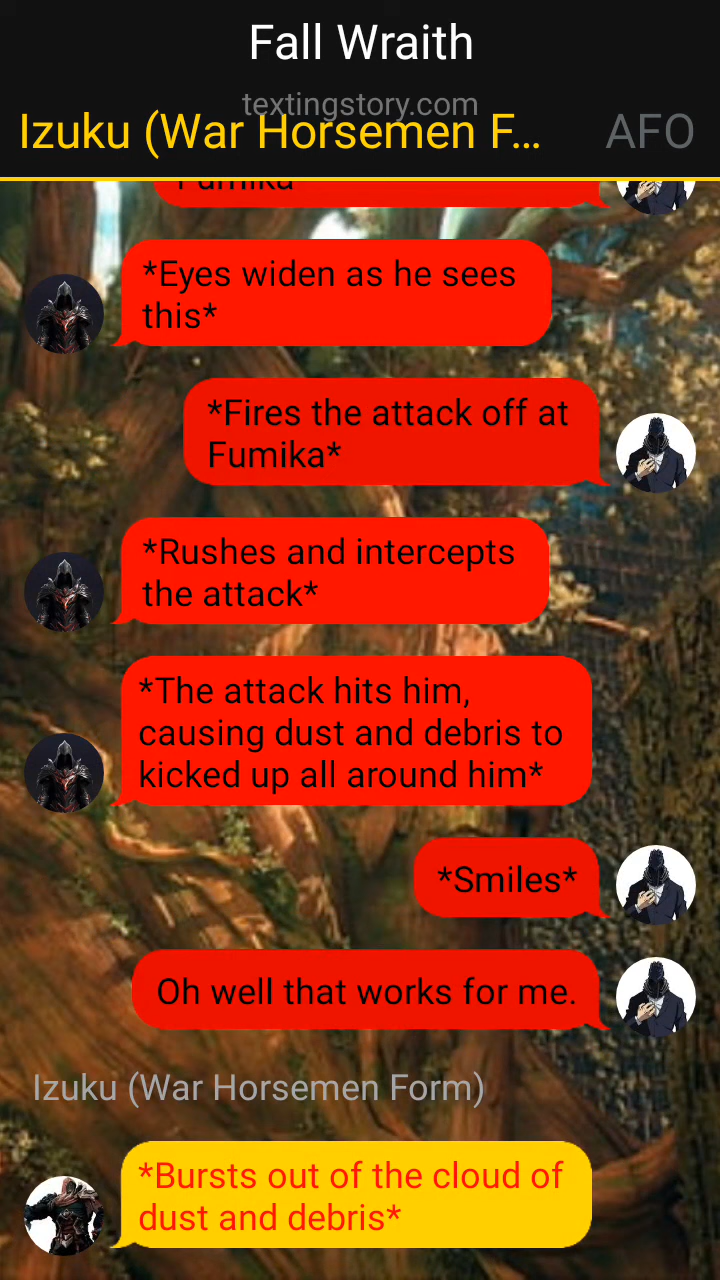 Fall Wraith
textingstory.com
Izuku (War Horsemen F...
AFO
Fumika
*Eyes widen as he sees
this*
*Fires the attack off at
Fumika*
*Rushes and intercepts
the attack*
*The attack hits him,
causing dust and debris to
kicked up all around him*
*Smiles*
Oh well that works for me.
Izuku (War Horsemen Form)
*Bursts out of the cloud of
dust and debris*